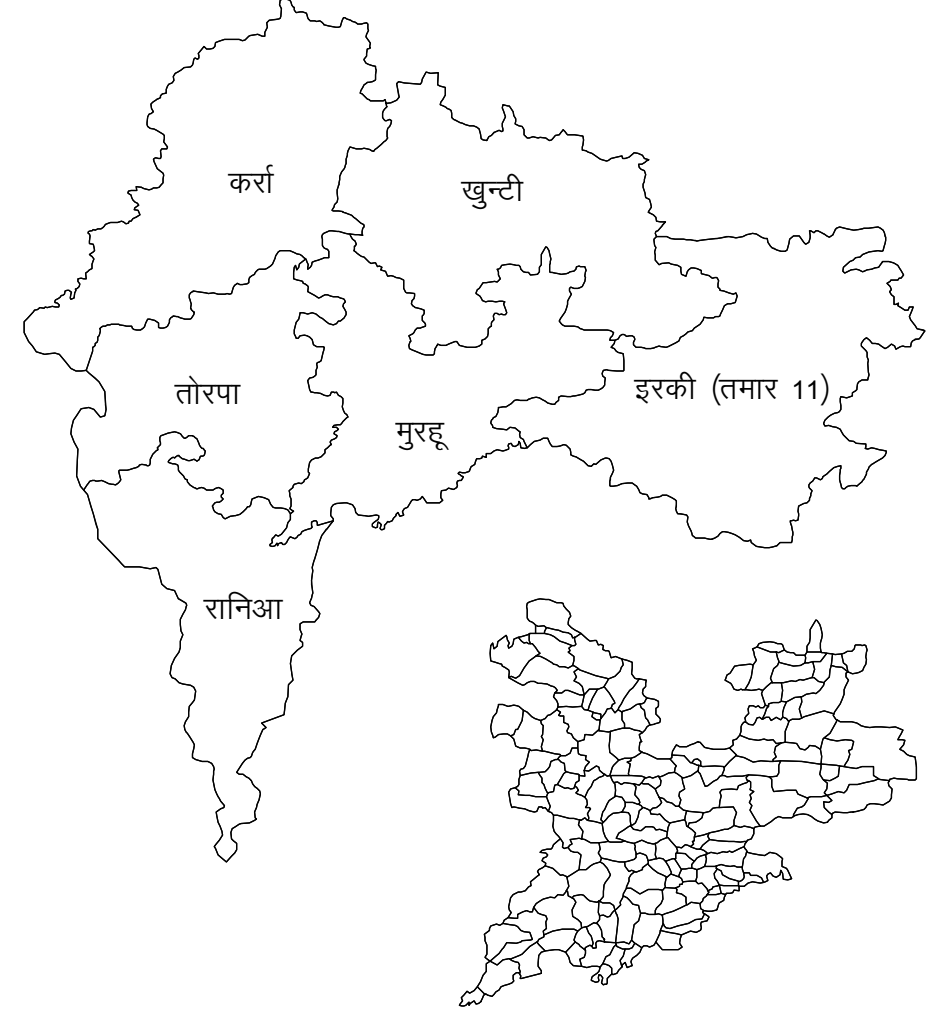 कर्रा
खुन्टी
तोरपा
इरकी (तमार 11)
मुरहू
रानिआ